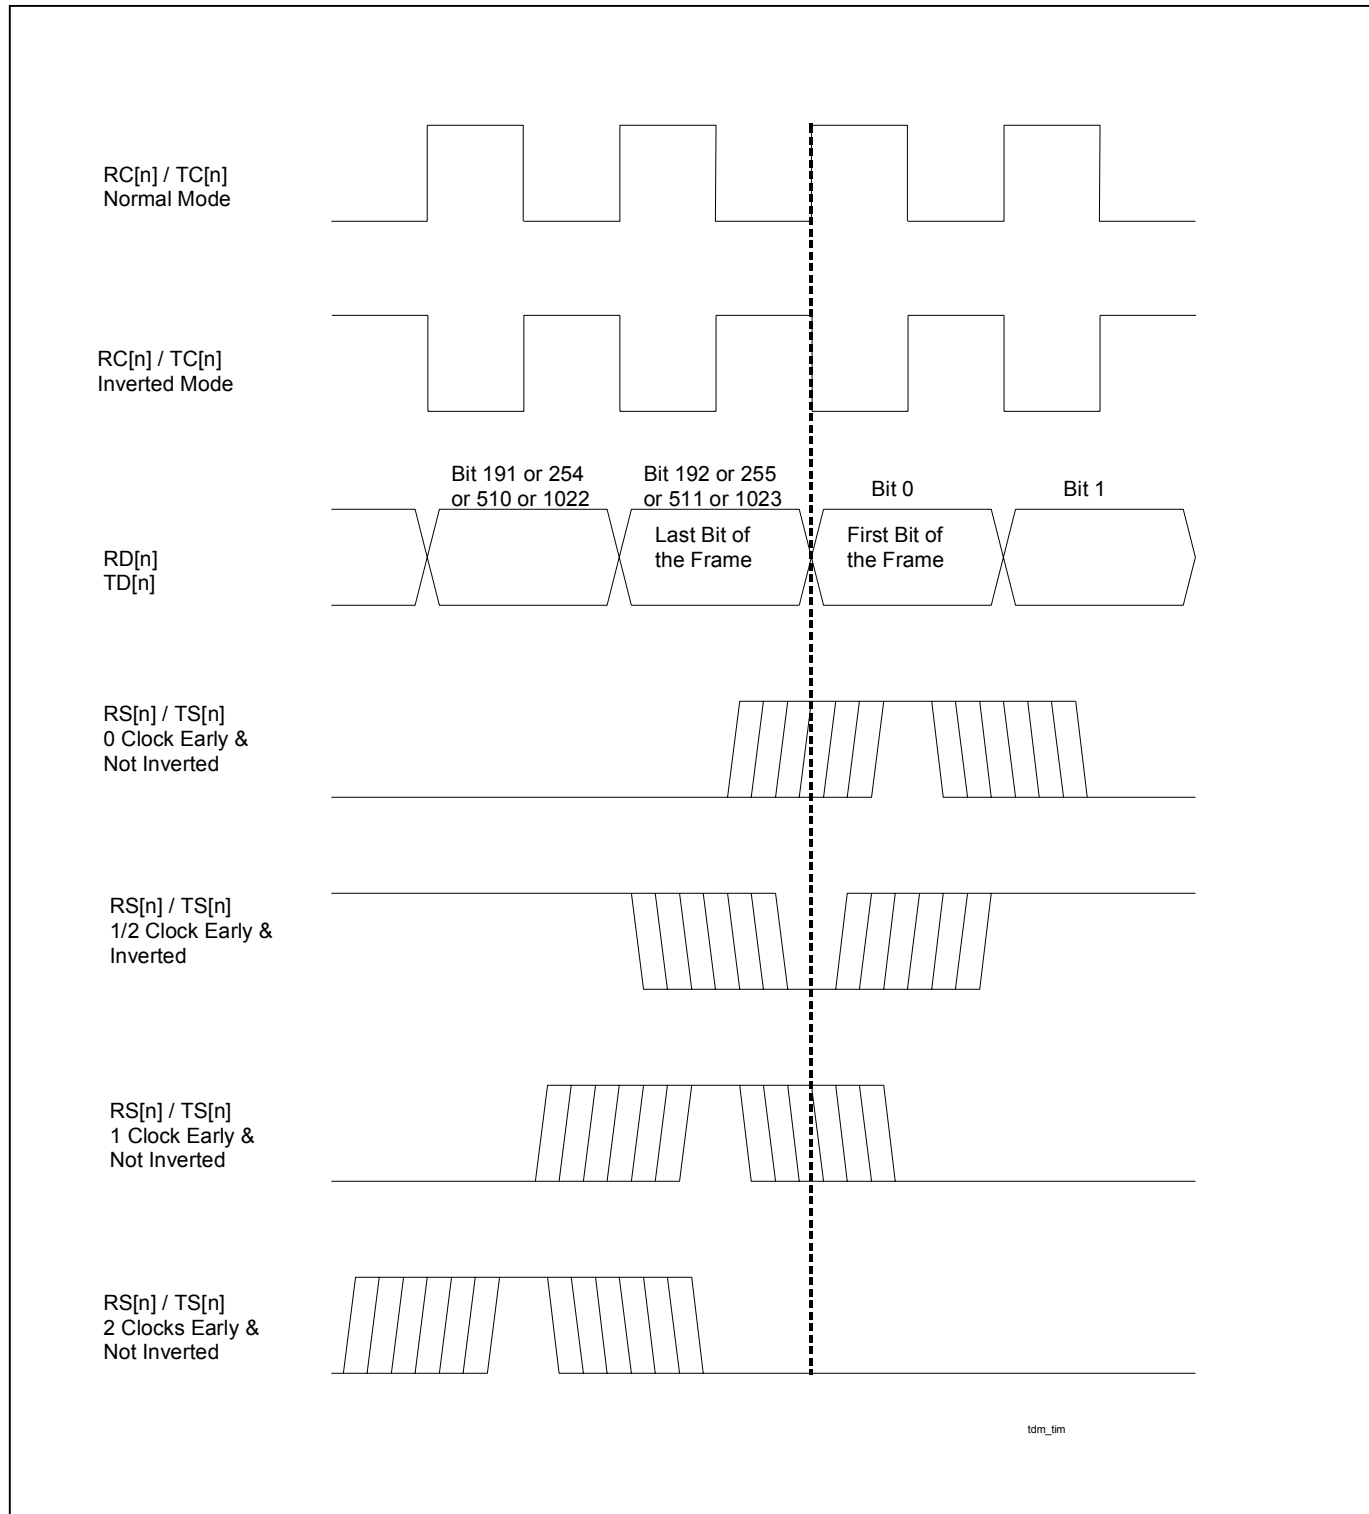 RC[n] / TC[n]
Normal Mode
RC[n] / TC[n]
Inverted Mode
Bit 191 or 254
or 510 or 1022
Bit 192 or 255
or 511 or 1023
Bit 0
Bit 1
Last Bit of
the Frame
First Bit of
the Frame
RD[n]
TD[n]
RS[n] / TS[n]
0 Clock Early &
Not Inverted
RS[n] / TS[n]
1/2 Clock Early &
Inverted
RS[n] / TS[n]
1 Clock Early &
Not Inverted
RS[n] / TS[n]
2 Clocks Early &
Not Inverted
tdm_tim